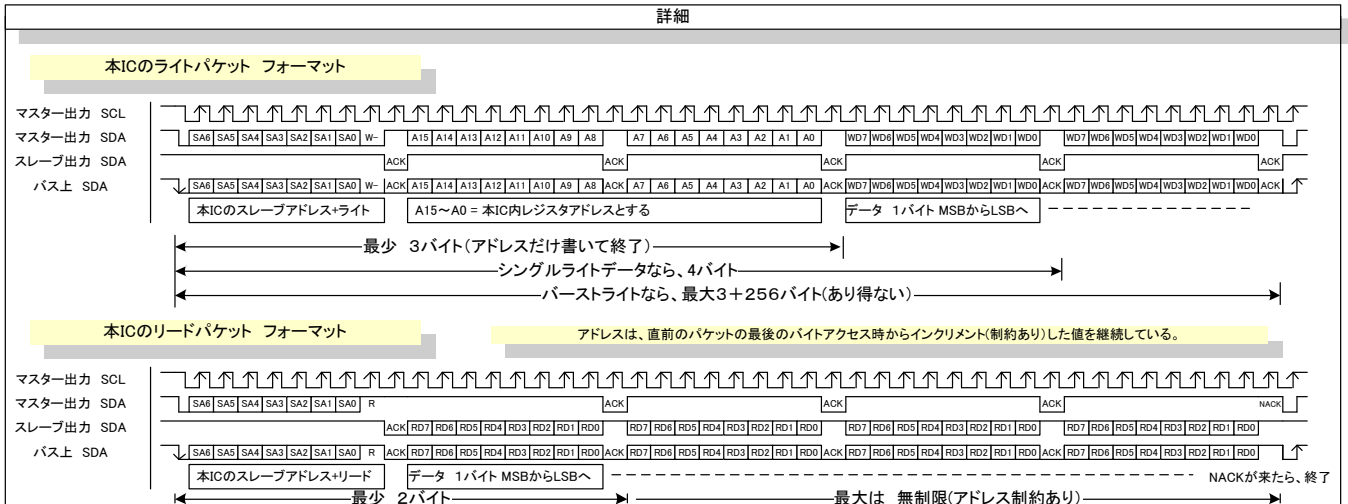 詳細
本ICのライトパケット フォーマット
マスター出力 SCL
マスター出力 SDA SA6 SA5 SA4 SA3 SA2 SA1 SA0 W- A15 A14 A13 A12 A11 A10 A9 A8 A7 A6 A5 A4 A3 A2 A1 A0 WD7 WD6 WD5 WD4 WD3 WD2 WD1 WD0 WD7 WD6 WD5 WD4 WD3 WD2 WD1 WD0
スレーブ出力 SDA ACK ACK ACK ACK ACK
バス上 SDA SA6 SA5 SA4 SA3 SA2 SA1 SA0 W- ACK A15 A14 A13 A12 A11 A10 A9 A8 ACK A7 A6 A5 A4 A3 A2 A1 A0 ACK WD7 WD6 WD5 WD4 WD3 WD2 WD1 WD0 ACK WD7 WD6 WD5 WD4 WD3 WD2 WD1 WD0 ACK
本ICのスレーブアドレス+ライト A15～A0 = 本IC内レジスタアドレスとする データ 1バイト MSBからLSBへ
最少 3バイト(アドレスだけ書いて終了)
シングルライトデータなら、4バイト
バーストライトなら、最大3+256バイト(あり得ない)
本ICのリードパケット フォーマット アドレスは、直前のパケットの最後のバイトアクセス時からインクリメント(制約あり)した値を継続している。
マスター出力 SCL
マスター出力 SDA SA6 SA5 SA4 SA3 SA2 SA1 SA0 R ACK ACK ACK NACK
スレーブ出力 SDA ACK RD7 RD6 RD5 RD4 RD3 RD2 RD1 RD0 RD7 RD6 RD5 RD4 RD3 RD2 RD1 RD0 RD7 RD6 RD5 RD4 RD3 RD2 RD1 RD0 RD7 RD6 RD5 RD4 RD3 RD2 RD1 RD0
バス上 SDA SA6 SA5 SA4 SA3 SA2 SA1 SA0 R ACK RD7 RD6 RD5 RD4 RD3 RD2 RD1 RD0 ACK RD7 RD6 RD5 RD4 RD3 RD2 RD1 RD0 ACK RD7 RD6 RD5 RD4 RD3 RD2 RD1 RD0 ACK RD7 RD6 RD5 RD4 RD3 RD2 RD1 RD0
本ICのスレーブアドレス+リード データ 1バイト MSBからLSBへ NACKが来たら、終了
最少 2バイト 最大は 無制限(アドレス制約あり)